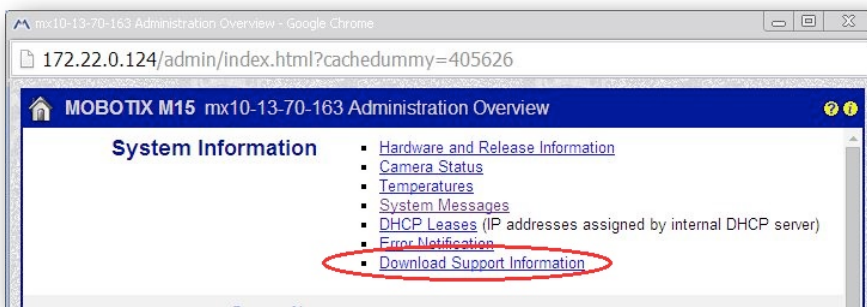 mx10-13-70-163 Administration Overview - Google Chrome
172.22.0.124/admin/index.html?cachedummy=405626
MOBOTIX M15 mx10-13-70-163 Administration Overview
System Information
Hardware and Release Information
Camera Status
Temperatures
System Messages
DHCP Leases (IP addresses assigned by internal DHCP server)
Error Notification
Download Support Information